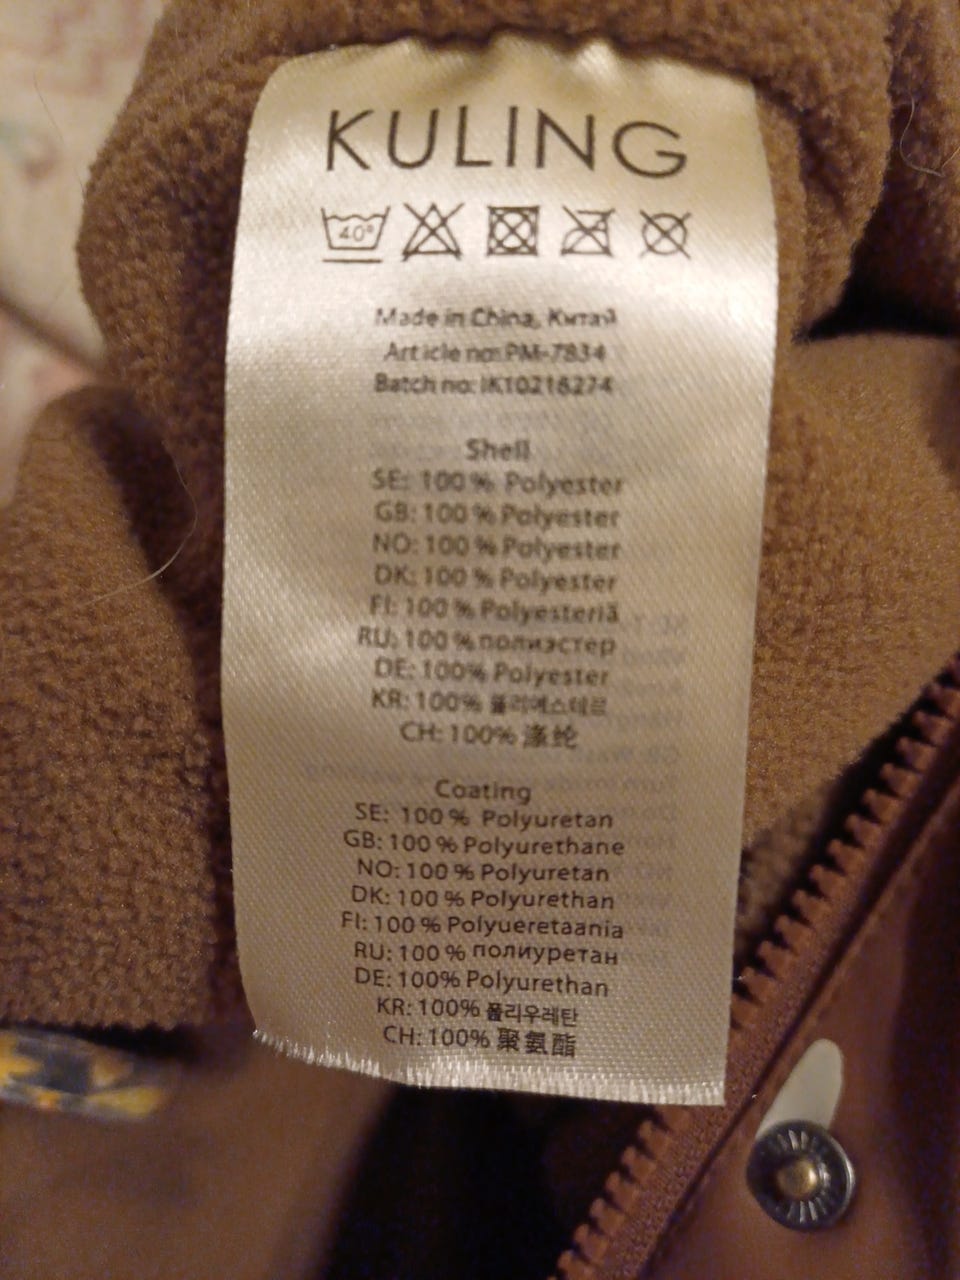 KULING
40°
Made in China, Китай
Article no: PM-7834
Batch no: IK10218274
Shell
SE: 100 % Polyester
GB: 100 % Polyester
NO: 100 % Polyester
DK: 100 % Polyester
FI: 100 % Polyesteriä
RU: 100 % полиэстер
DE: 100% Polyester
KR: 100% 폴리에스테르
CH: 100% 涤纶
Coating
SE: 100 % Polyuretan
GB: 100 % Polyurethane
NO: 100 % Polyuretan
DK: 100 % Polyurethan
FI: 100 % Polyueretaania
RU: 100 % полиуретан
DE: 100% Polyurethan
KR: 100% 폴리우레탄
CH: 100% 聚氨酯